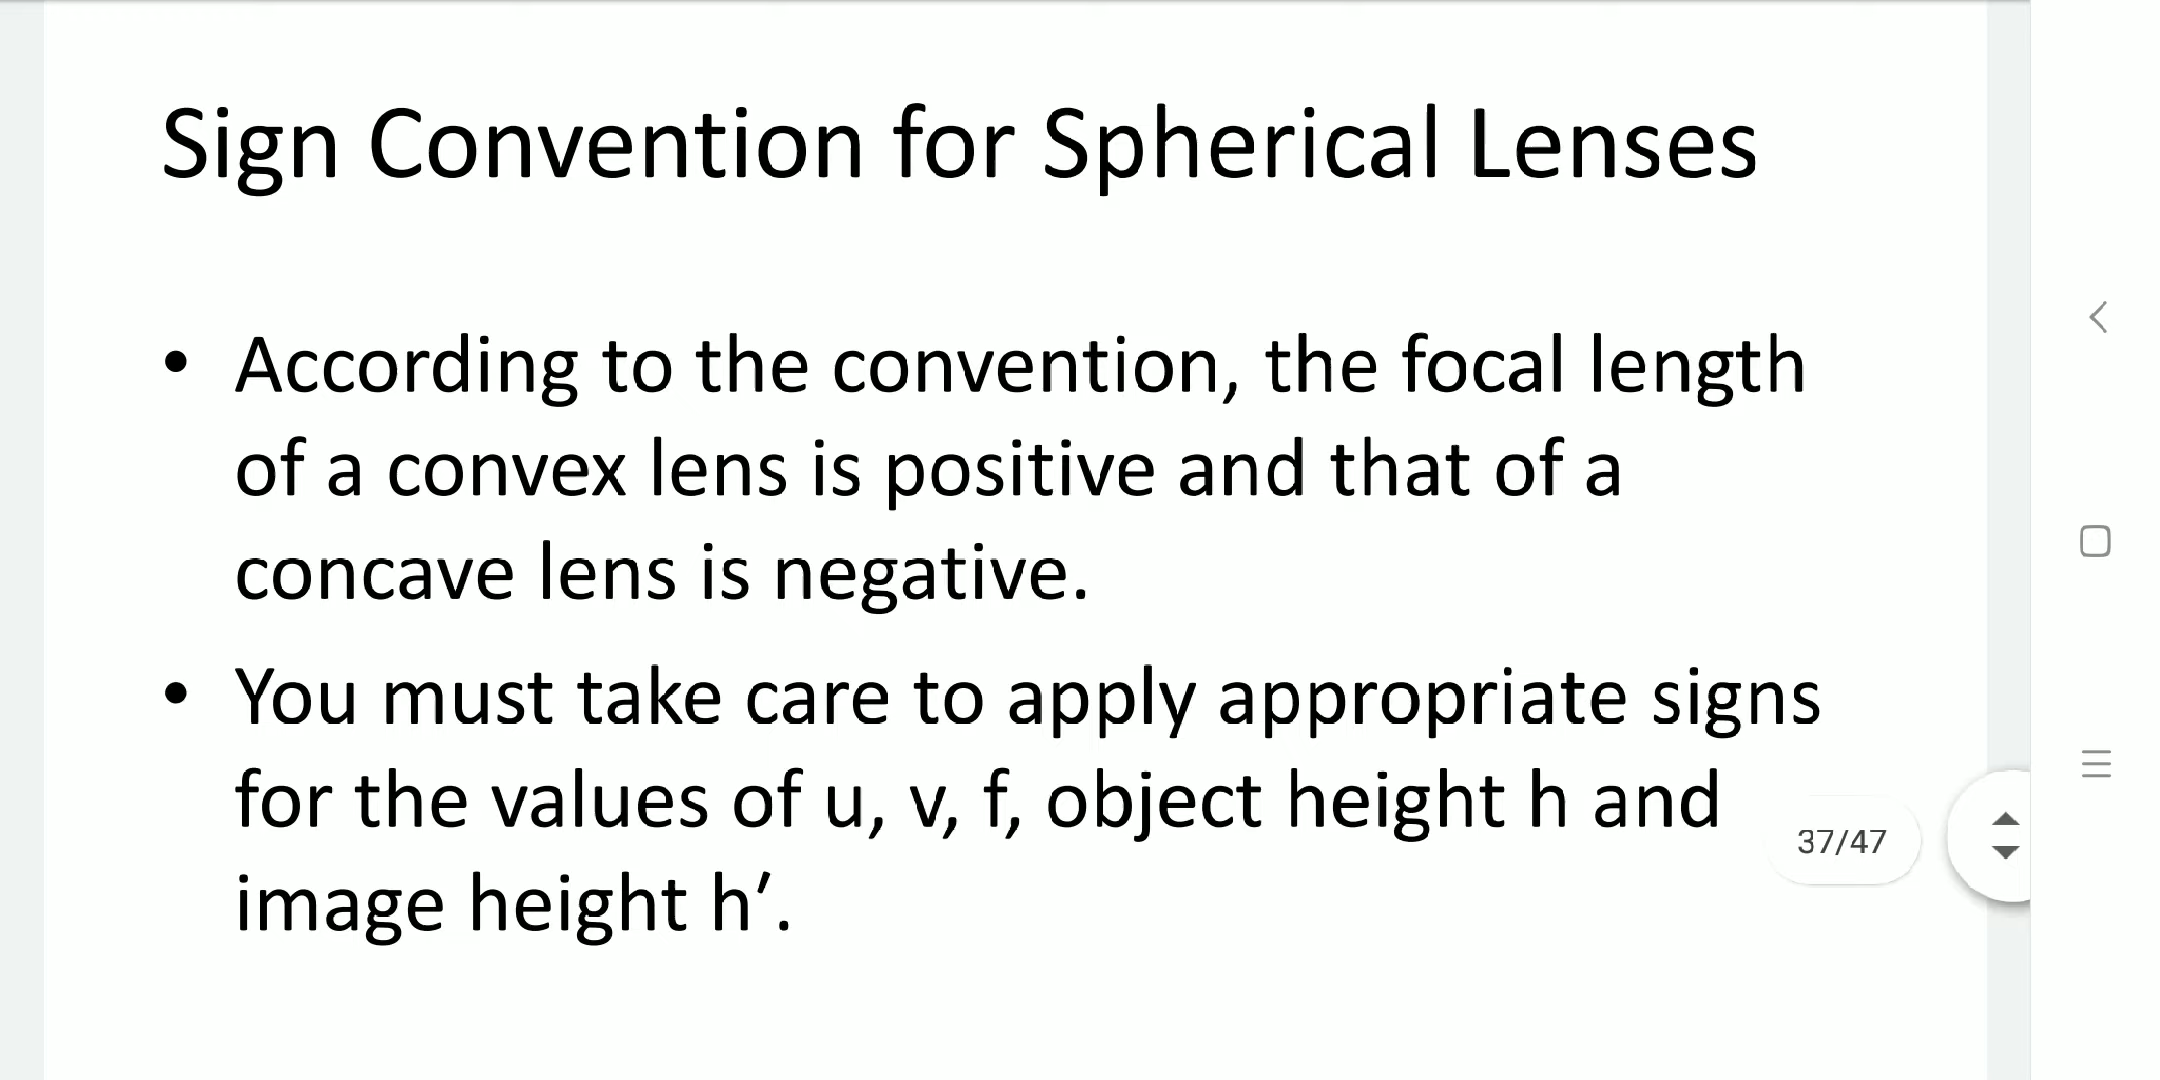 Sign Convention for Spherical Lenses
• According to the convention, the focal length
of a convex lens is positive and that of a
concave lens is negative.
• You must take care to apply appropriate signs
for the values of u, v, f, object height h and
image height h′.
37/47